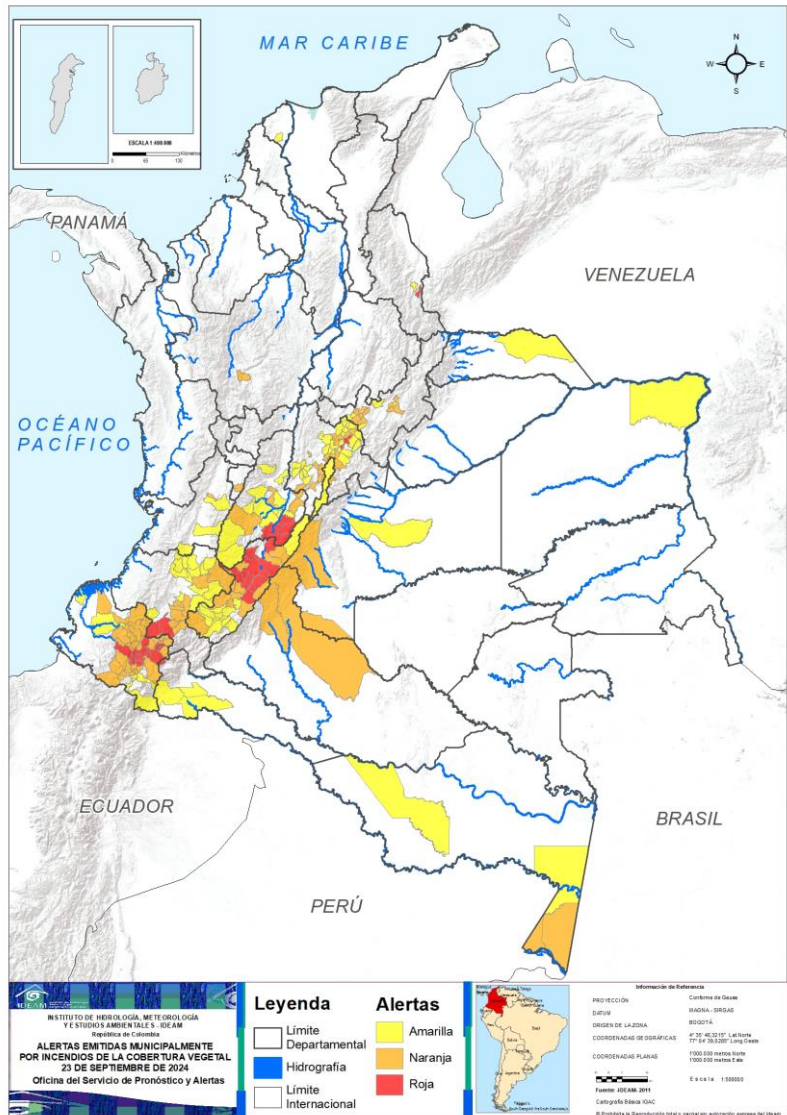 MAR CARIBE
N
W
E
S
ESCALA 1:400.000
PANAMÁ
VENEZUELA
OCÉANO
PACÍFICO
ECUADOR
BRASIL
PERÚ
IDEAM
INSTITUTO DE HIDROLOGÍA, METEOROLOGÍA
Y ESTUDIOS AMBIENTALES - IDEAM
República de Colombia
ALERTAS EMITIDAS MUNICIPALMENTE
POR INCENDIOS DE LA COBERTURA VEGETAL
23 DE SEPTIEMBRE DE 2024
Oficina del Servicio de Pronóstico y Alertas
Leyenda
Límite
Departamental
Hidrografía
Límite
Internacional
Alertas
Amarilla
Naranja
Roja
Información de Referencia
PROYECCIÓN
Conforme de Gauss
DATUM
MAGNA - SIRGAS
ORIGEN DE LA ZONA
BOGOTÁ
COORDENADAS GEOGRÁFICAS
COORDENADAS PLANAS
1'000.000 metros Norte
1'000.000 metros Este
Escala
Fuente: IDEAM 2011
Cartografía Básica IGAC